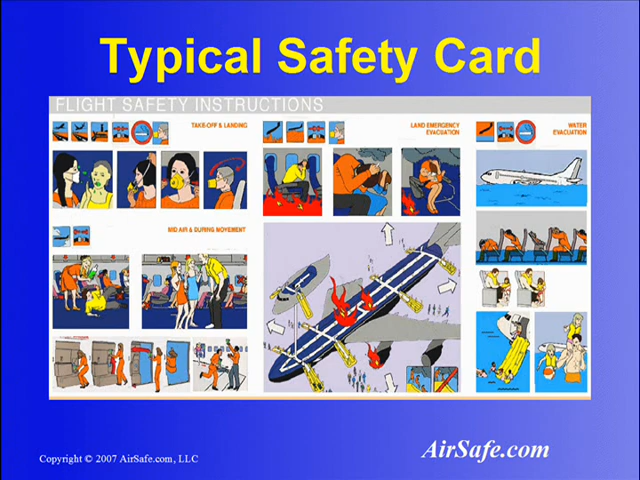 Typical Safety Card
FLIGHT SAFETY INSTRUCTIONS
TAKE-OFF & LANDING
LAND EMERGENCY
EVACUATION
WATER
EVACUATION
MID AIR & DURING MOVEMENT
Copyright © 2007 AirSafe.com, LLC
AirSafe.com